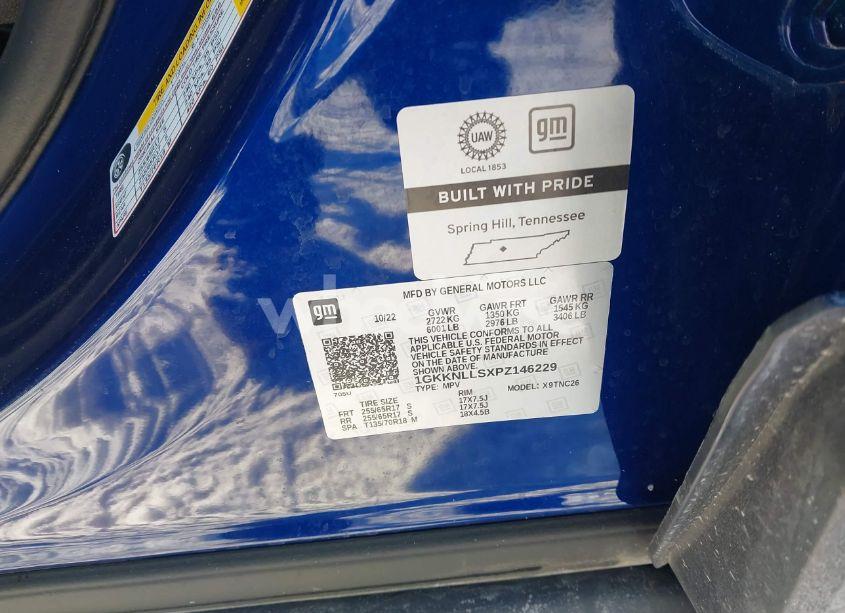 TIRE AND LOADING
UAW
gm
LOCAL 1853
BUILT WITH PRIDE
Spring Hill, Tennessee
gm
MFD BY GENERAL MOTORS LLC
10/22 GVWR GAWR FRT GAWR RR
2722 KG 1350 KG 1545 KG
6001 LB 2976 LB 3406 LB
THIS VEHICLE CONFORMS TO ALL
APPLICABLE U.S. FEDERAL MOTOR
VEHICLE SAFETY STANDARDS IN EFFECT
ON THE DATE OF MANUFACTURE
SHOWN ABOVE.
1GKKNLLSXPZ146229
TYPE: MPV MODEL: X9TNC26
TIRE SIZE RIM
FRT 255/65R17 S 17X7.5J
RR 255/65R17 S 17X7.5J
SPA T135/70R18 M 18X4.5B